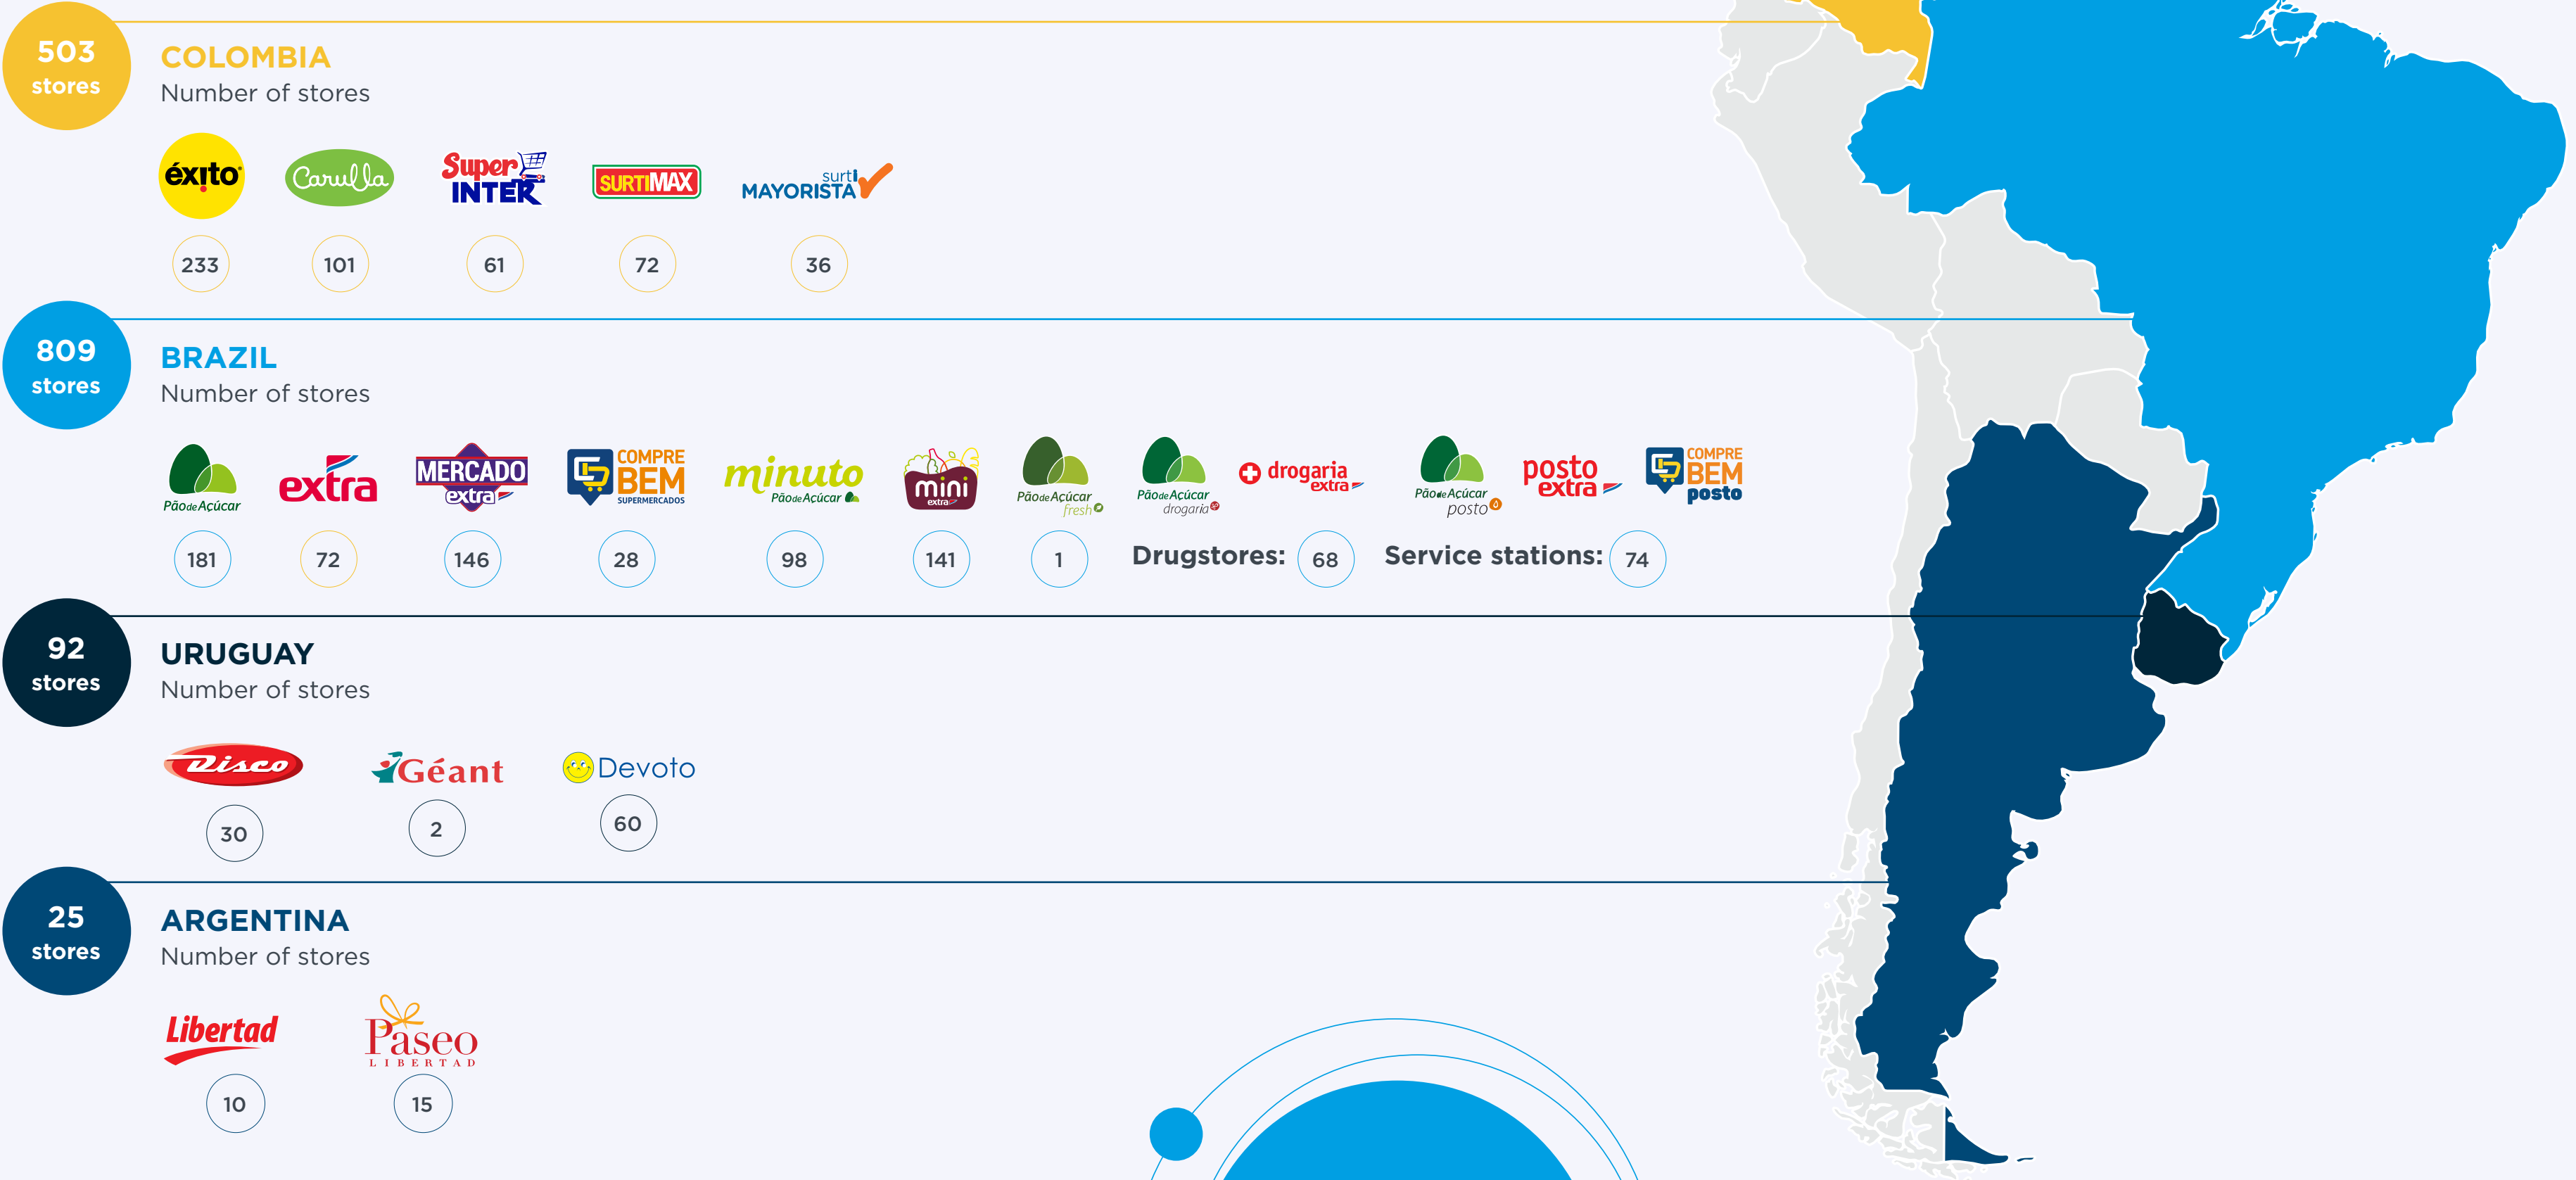 503
stores
COLOMBIA
Number of stores
éxito
Carulla
Super
INTER
SURTIMAX
surti
MAYORISTA
233
101
61
72
36
809
stores
BRAZIL
Number of stores
PãodeAçúcar
extra
MERCADO
extra
COMPRE
BEM
SUPERMERCADOS
minuto
PãodeAçúcar
mini
extra
PãodeAçúcar
fresh
PãodeAçúcar
drogaria
drogaria
extra
PãodeAçúcar
posto
posto
extra
COMPRE
BEM
posto
181
72
146
28
98
141
1
Drugstores: 68
Service stations: 74
92
stores
URUGUAY
Number of stores
Disco
Géant
Devoto
30
2
60
25
stores
ARGENTINA
Number of stores
Libertad
Paseo
LIBERTAD
10
15